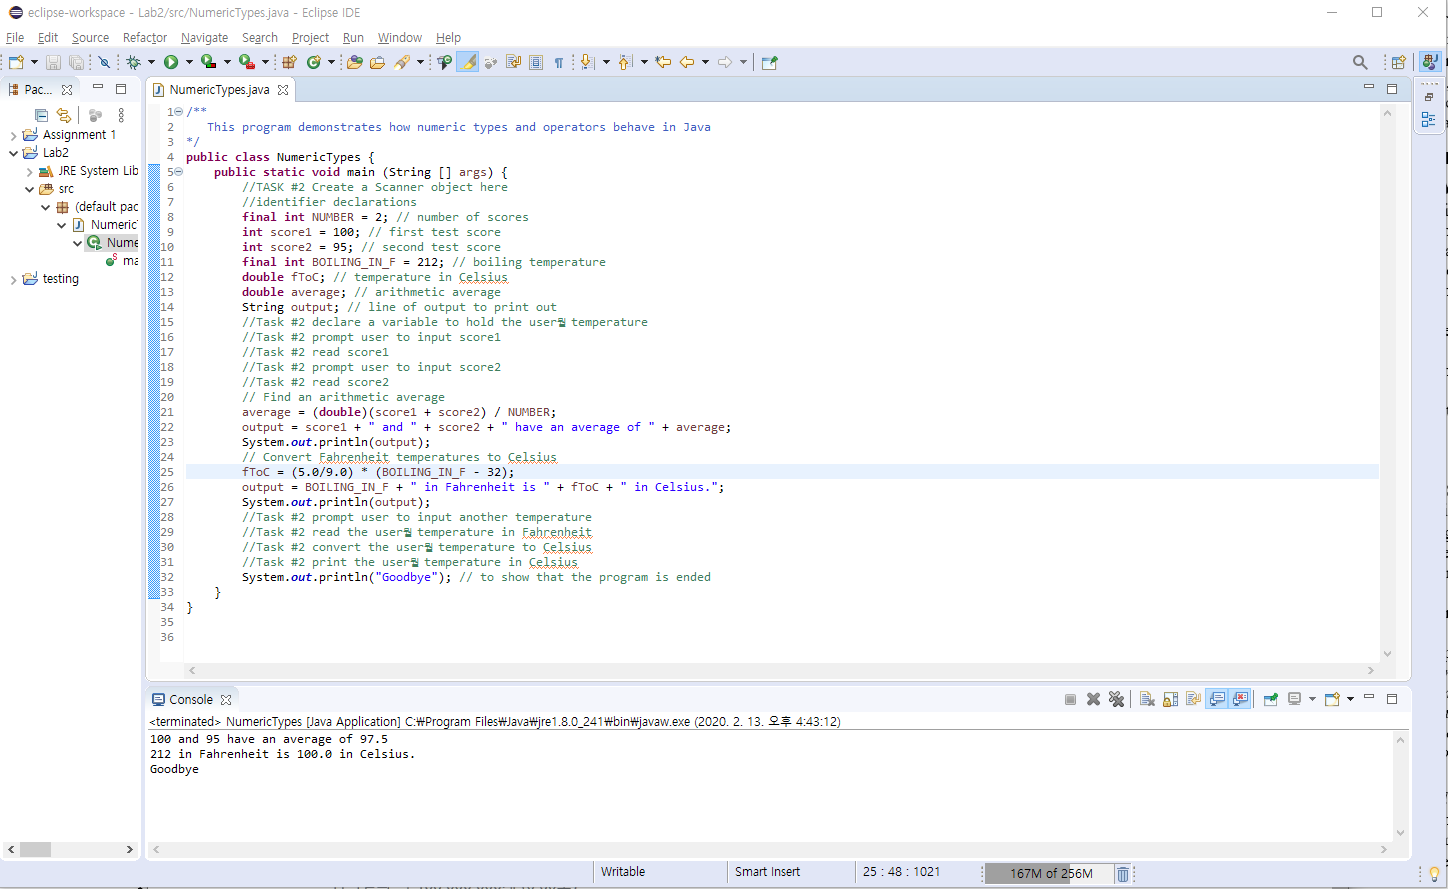 eclipse-workspace - Lab2/src/NumericTypes.java - Eclipse IDE
File Edit Source Refactor Navigate Search Project Run Window Help
Pac...
NumericTypes.java
Assignment 1
Lab2
JRE System Lib
src
(default pac
Numeric
Nume
ma
testing
1 /**
2 This program demonstrates how numeric types and operators behave in Java
3 */
4 public class NumericTypes {
5 public static void main (String [] args) {
6 //TASK #2 Create a Scanner object here
7 //identifier declarations
8 final int NUMBER = 2; // number of scores
9 int score1 = 100; // first test score
10 int score2 = 95; // second test score
11 final int BOILING_IN_F = 212; // boiling temperature
12 double fToC; // temperature in Celsius
13 double average; // arithmetic average
14 String output; // line of output to print out
15 //Task #2 declare a variable to hold the user뭩 temperature
16 //Task #2 prompt user to input score1
17 //Task #2 read score1
18 //Task #2 prompt user to input score2
19 //Task #2 read score2
20 // Find an arithmetic average
21 average = (double)(score1 + score2) / NUMBER;
22 output = score1 + " and " + score2 + " have an average of " + average;
23 System.out.println(output);
24 // Convert Fahrenheit temperatures to Celsius
25 fToC = (5.0/9.0) * (BOILING_IN_F - 32);
26 output = BOILING_IN_F + " in Fahrenheit is " + fToC + " in Celsius.";
27 System.out.println(output);
28 //Task #2 prompt user to input another temperature
29 //Task #2 read the user뭩 temperature in Fahrenheit
30 //Task #2 convert the user뭩 temperature to Celsius
31 //Task #2 print the user뭩 temperature in Celsius
32 System.out.println("Goodbye"); // to show that the program is ended
33 }
34 }
35
36
Console
<terminated> NumericTypes [Java Application] C:₩Program Files₩Java₩jre1.8.0_241₩bin₩javaw.exe (2020. 2. 13. 오후 4:43:12)
100 and 95 have an average of 97.5
212 in Fahrenheit is 100.0 in Celsius.
Goodbye
Writable Smart Insert 25 : 48 : 1021 167M of 256M